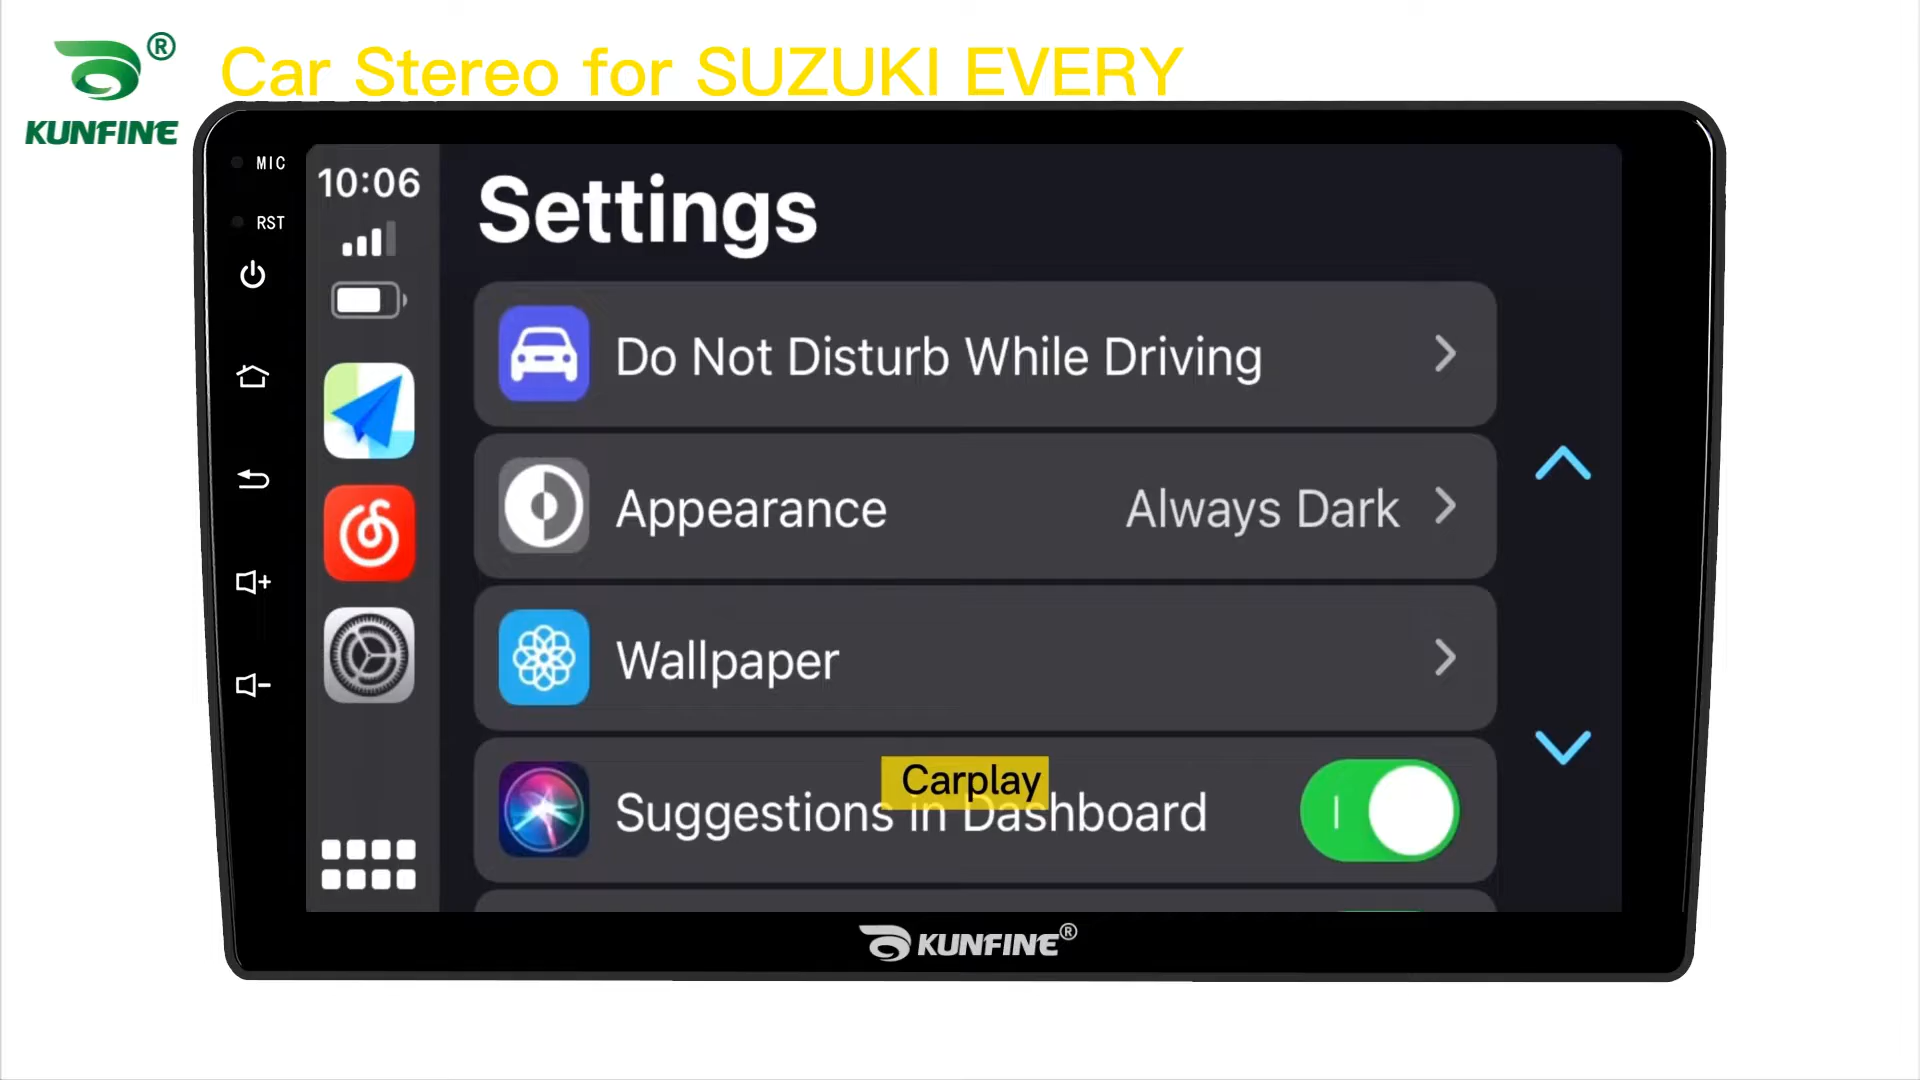 ®
Car Stereo for SUZUKI EVERY
KUNFINE
MIC
RST
10:06
Settings
Do Not Disturb While Driving
Appearance
Always Dark
Wallpaper
Carplay
Suggestions in Dashboard
KUNFINE®